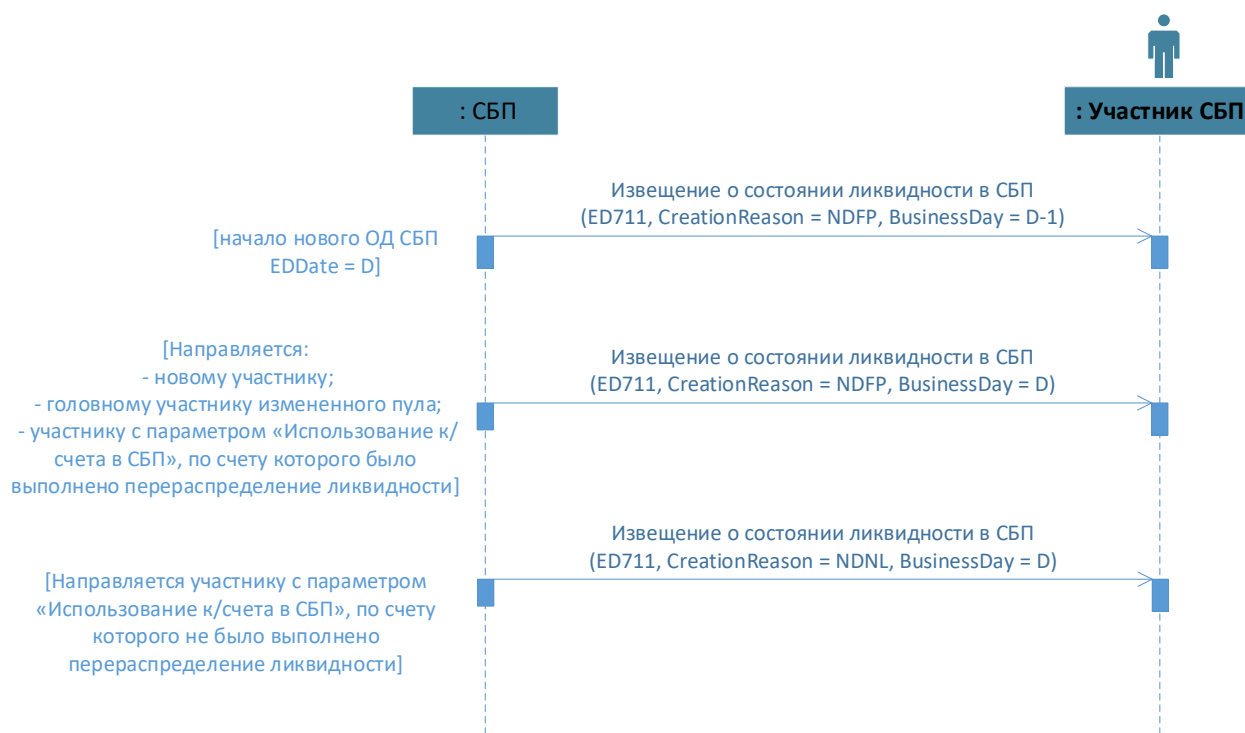 : СБП
: Участник СБП
Извещение о состоянии ликвидности в СБП
(ED711, CreationReason = NDFP, BusinessDay = D-1)
[начало нового ОД СБП
EDDate = D]
Извещение о состоянии ликвидности в СБП
(ED711, CreationReason = NDFP, BusinessDay = D)
[Направляется:
- новому участнику;
- головному участнику измененного пула;
- участнику с параметром «Использование к/
счета в СБП», по счету которого было
выполнено перераспределение ликвидности]
Извещение о состоянии ликвидности в СБП
(ED711, CreationReason = NDNL, BusinessDay = D)
[Направляется участнику с параметром
«Использование к/счета в СБП», по счету
которого не было выполнено
перераспределение ликвидности]